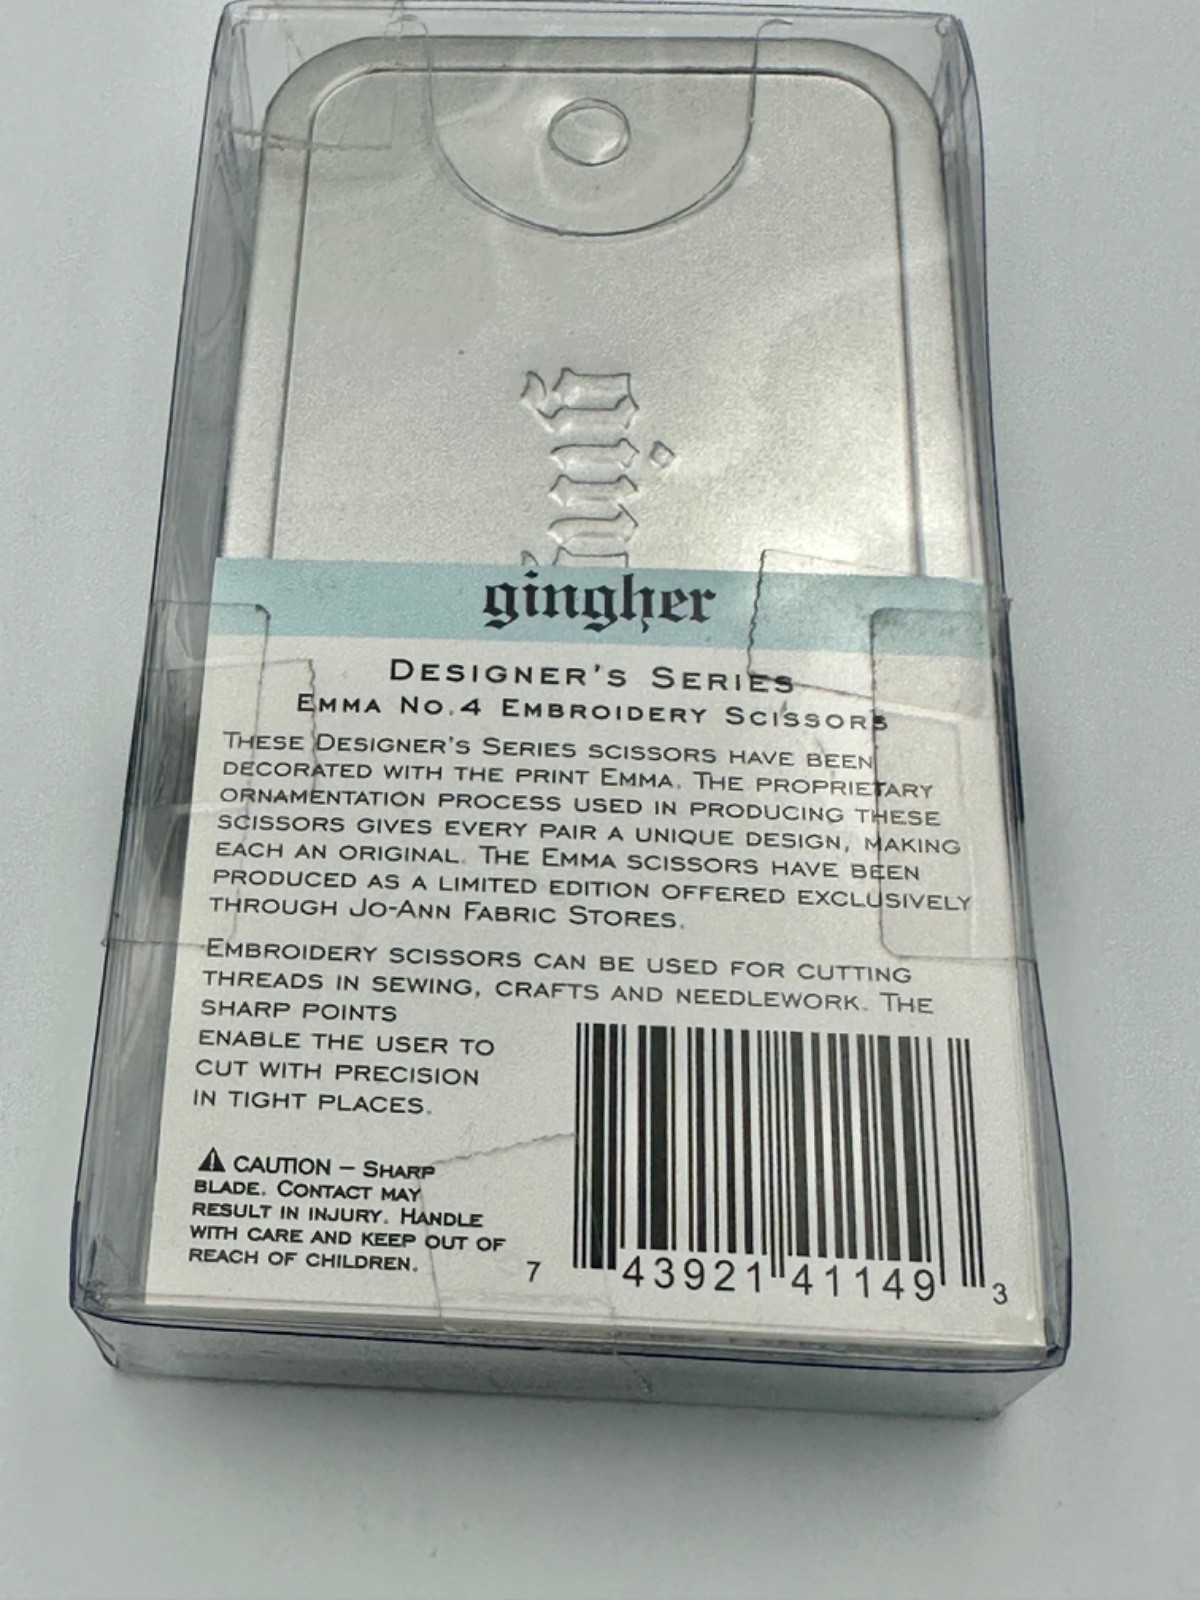 gingher
DESIGNER'S SERIES
EMMA NO.4 EMBROIDERY SCISSORS
THESE DESIGNER'S SERIES SCISSORS HAVE BEEN
DECORATED WITH THE PRINT EMMA. THE PROPRIETARY
ORNAMENTATION PROCESS USED IN PRODUCING THESE
SCISSORS GIVES EVERY PAIR A UNIQUE DESIGN, MAKING
EACH AN ORIGINAL. THE EMMA SCISSORS HAVE BEEN
PRODUCED AS A LIMITED EDITION OFFERED EXCLUSIVELY
THROUGH JO-ANN FABRIC STORES.
EMBROIDERY SCISSORS CAN BE USED FOR CUTTING
THREADS IN SEWING, CRAFTS AND NEEDLEWORK. THE
SHARP POINTS
ENABLE THE USER TO
CUT WITH PRECISION
IN TIGHT PLACES.
⚠ CAUTION – SHARP
BLADE. CONTACT MAY
RESULT IN INJURY. HANDLE
WITH CARE AND KEEP OUT OF
REACH OF CHILDREN.
7 43921 41149 3